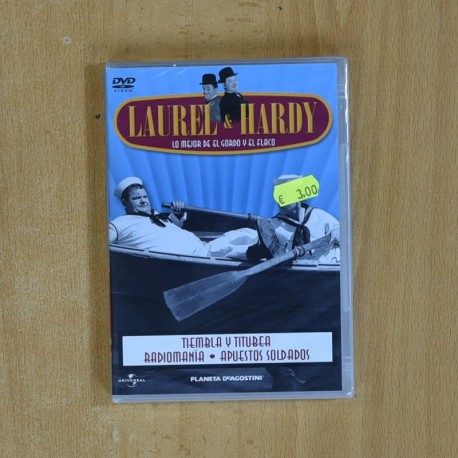 DVD
VIDEO
LAUREL & HARDY
LO MEJOR DE EL GORDO Y EL FLACO
€ 3,00
TIEMBLA Y TITUBEA
RADIOMANÍA • APUESTOS SOLDADOS
UNIVERSAL
PLANETA DEAGOSTINI